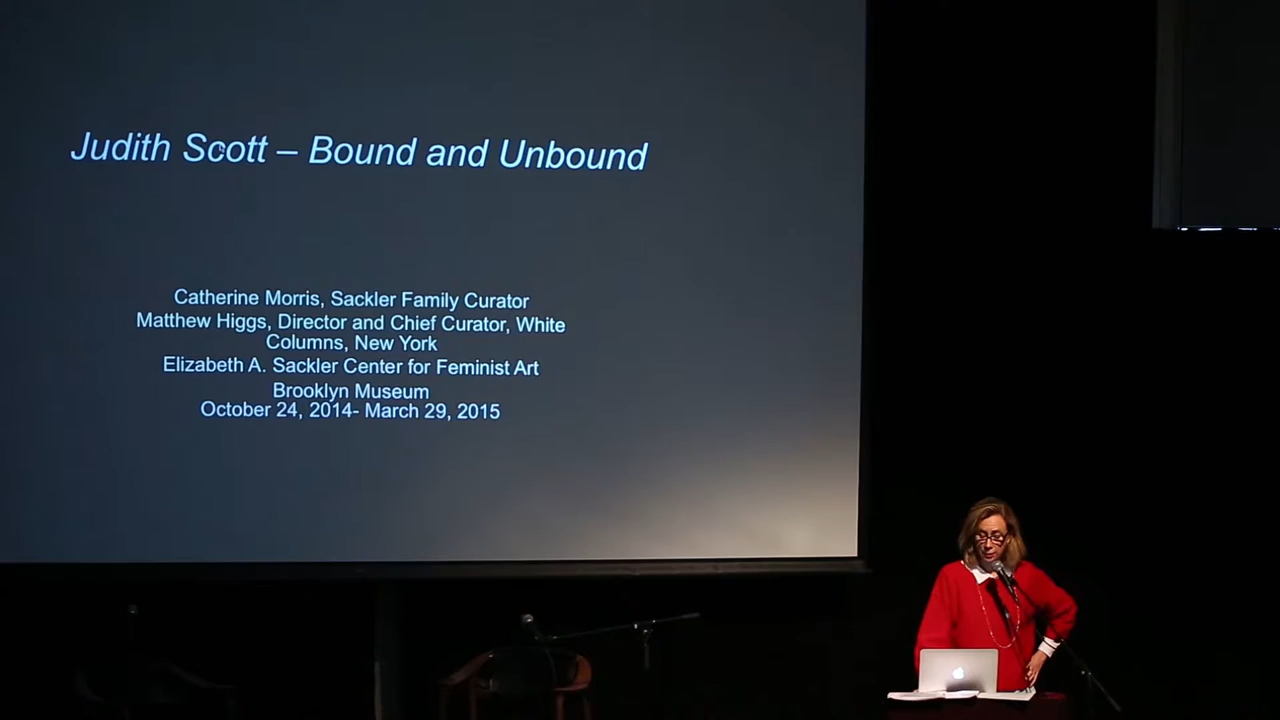 Judith Scott – Bound and Unbound
Catherine Morris, Sackler Family Curator
Matthew Higgs, Director and Chief Curator, White
Columns, New York
Elizabeth A. Sackler Center for Feminist Art
Brooklyn Museum
October 24, 2014- March 29, 2015